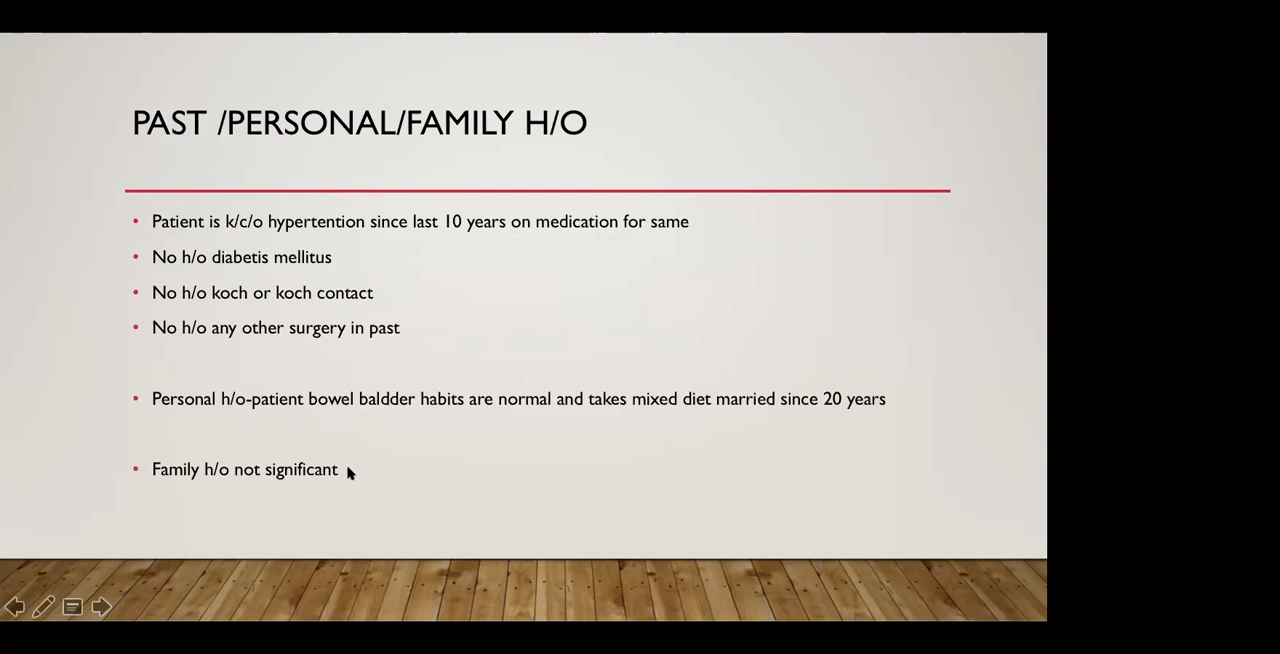 PAST /PERSONAL/FAMILY H/O
• Patient is k/c/o hypertention since last 10 years on medication for same
• No h/o diabetis mellitus
• No h/o koch or koch contact
• No h/o any other surgery in past
• Personal h/o-patient bowel baldder habits are normal and takes mixed diet married since 20 years
• Family h/o not significant